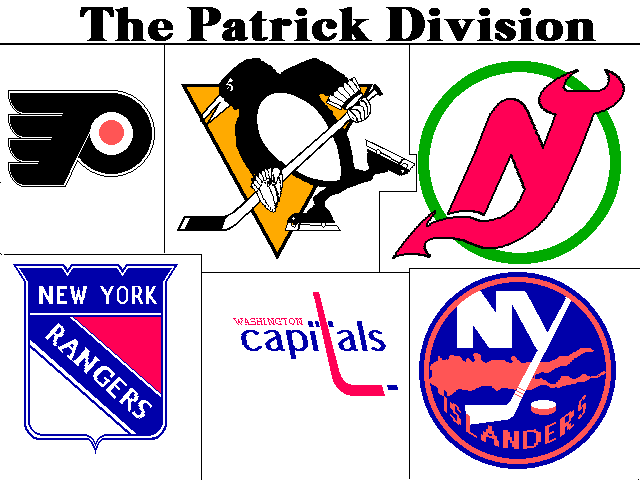 The Patrick Division
NEW YORK
RANGERS
WASHINGTON
capitals
NY
ISLANDERS